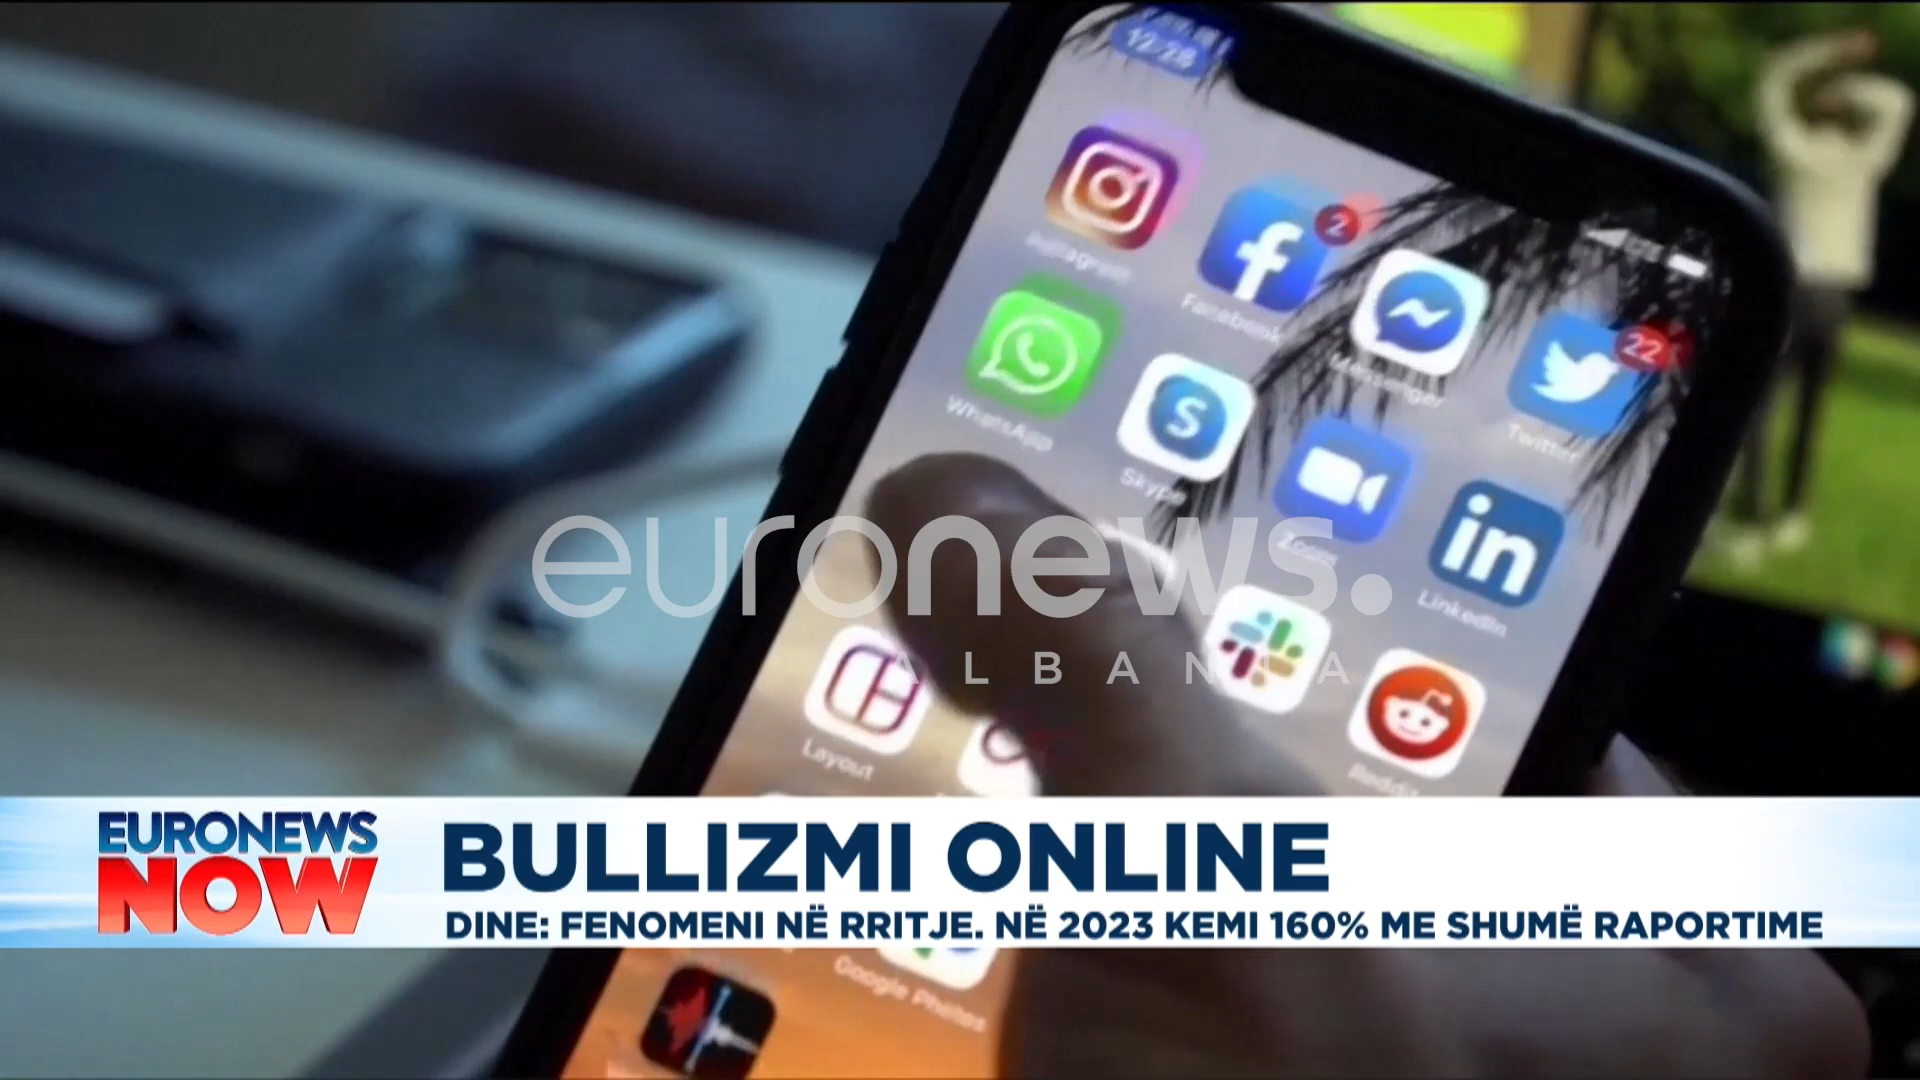 12:28
Instagram
Facebook
2
Messenger
Twitter
22
WhatsApp
Skype
Zoom
in
LinkedIn
euronews.
ALBANIA
Layout
Reddit
EURONEWS
NOW
BULLIZMI ONLINE
DINE: FENOMENI NË RRITJE. NË 2023 KEMI 160% ME SHUMË RAPORTIME
Google Photos